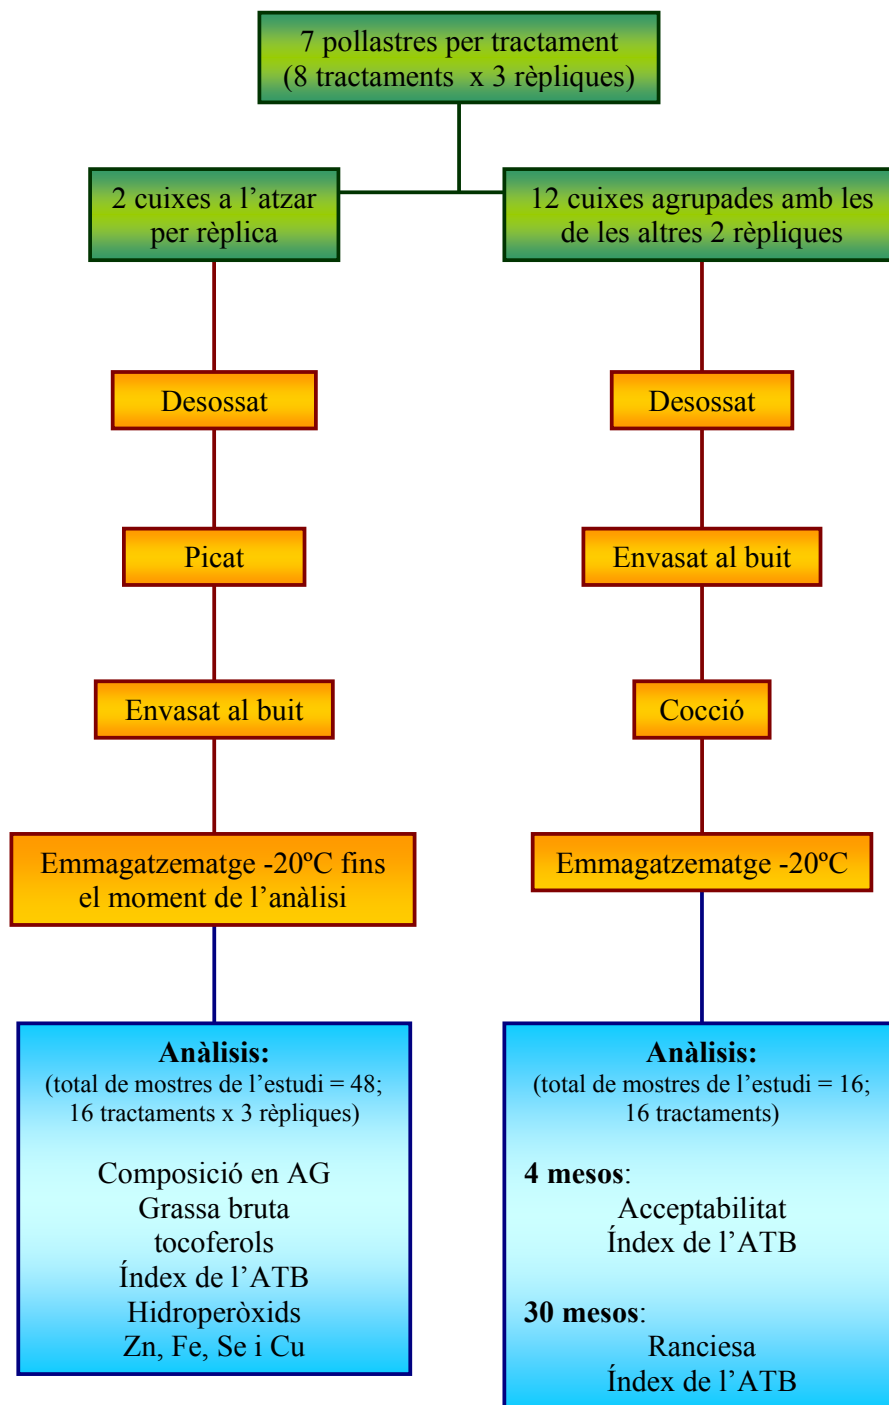 7 pollastres per tractament
(8 tractaments x 3 rèpliques)
2 cuixes a l’atzar
per rèplica
12 cuixes agrupades amb les
de les altres 2 rèpliques
Desossat
Desossat
Picat
Envasat al buit
Envasat al buit
Cocció
Emmagatzematge -20ºC fins
el moment de l’anàlisi
Emmagatzematge -20ºC
Anàlisis:
(total de mostres de l’estudi = 48;
16 tractaments x 3 rèpliques)
Composició en AG
Grassa bruta
tocoferols
Índex de l’ATB
Hidroperòxids
Zn, Fe, Se i Cu
Anàlisis:
(total de mostres de l’estudi = 16;
16 tractaments)
4 mesos:
Acceptabilitat
Índex de l’ATB
30 mesos:
Ranciesa
Índex de l’ATB